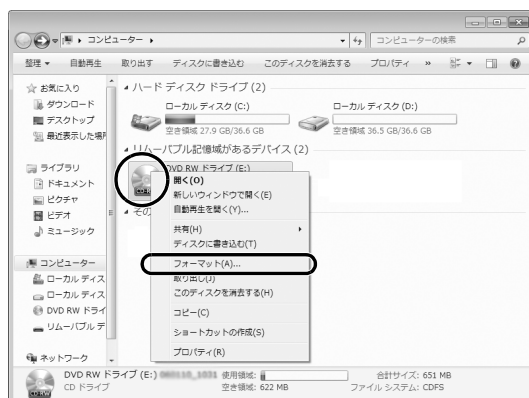 コンピューター
コンピューターの検索
整理 自動再生 取り出す ディスクに書き込む このディスクを消去する プロパティ »
お気に入り
ダウンロード
デスクトップ
最近表示した場所
ライブラリ
ドキュメント
ピクチャ
ビデオ
ミュージック
コンピューター
ローカル ディス
ローカル ディス
DVD RW ドライ
リムーバブル デ
ネットワーク
ハード ディスク ドライブ (2)
ローカル ディスク (C:)
空き領域 27.9 GB/36.6 GB
ローカル ディスク (D:)
空き領域 36.5 GB/36.6 GB
リムーバブル記憶域があるデバイス (2)
DVD RW ドライブ (E:)
CD-R
その
開く(O)
新しいウィンドウで開く(E)
自動再生を開く(Y)...
共有(H)
ディスクに書き込む(T)
フォーマット(A)...
取り出し(J)
このディスクを消去する(H)
コピー(C)
ショートカットの作成(S)
プロパティ(R)
DVD RW ドライブ (E:) 使用領域: 合計サイズ: 651 MB
CD ドライブ 空き領域: 622 MB ファイル システム: CDFS